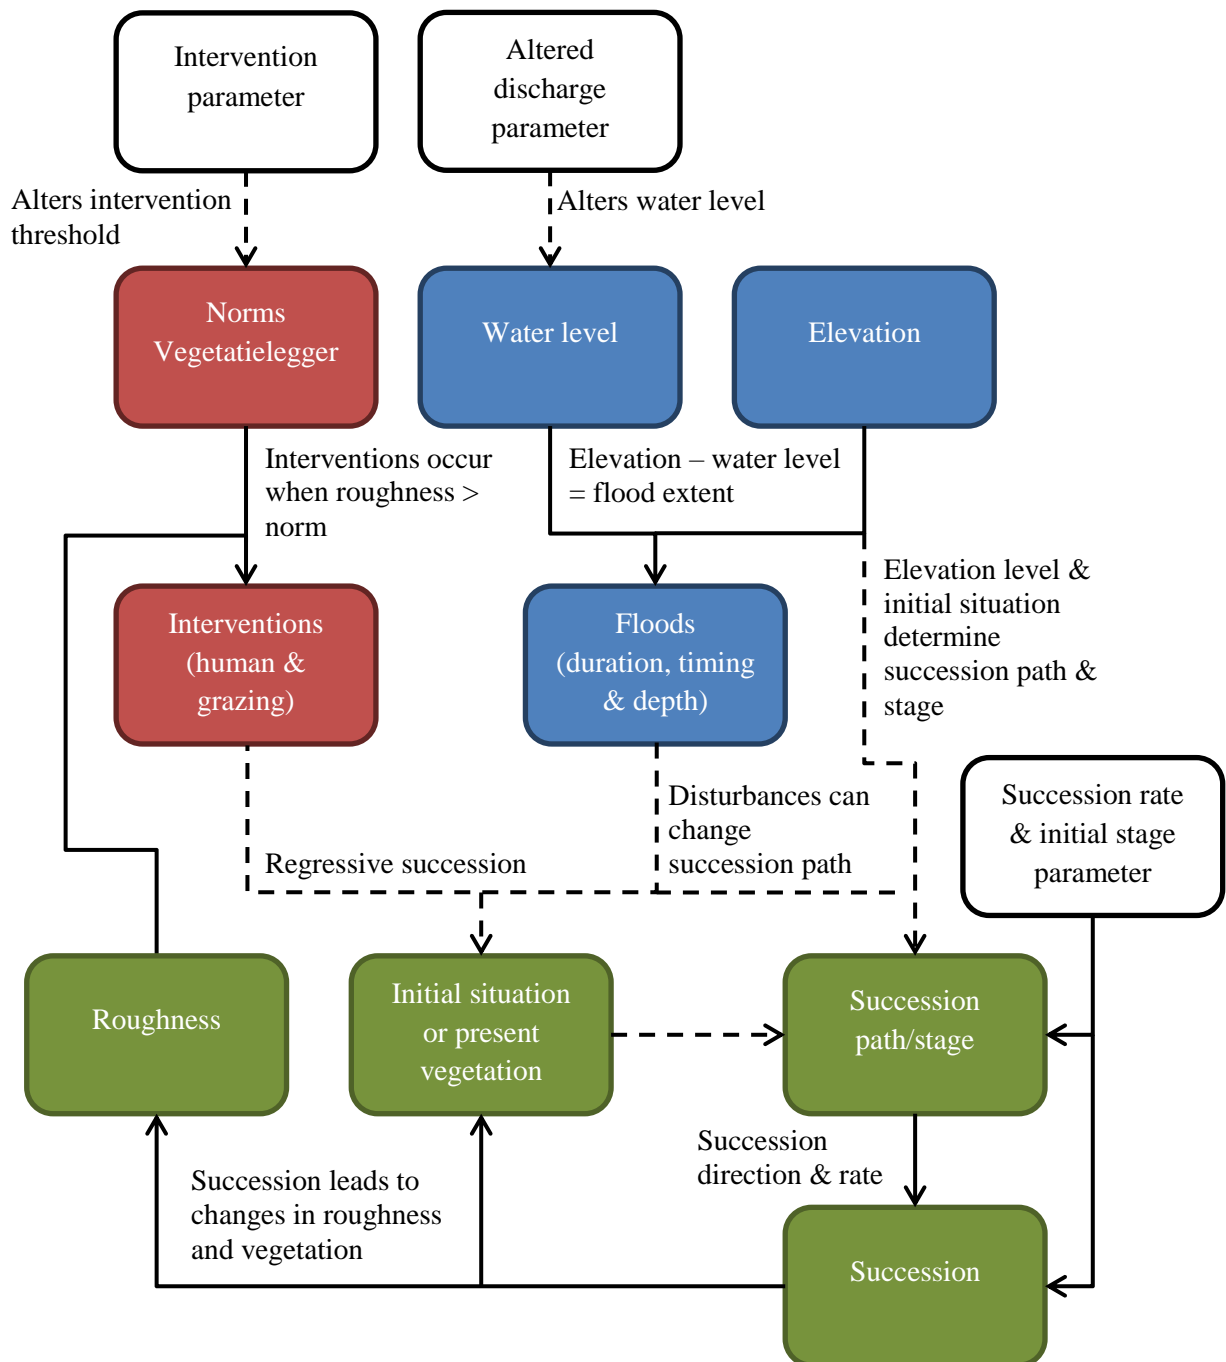 Intervention
parameter
Altered
discharge
parameter
Alters intervention
threshold
Alters water level
Norms
Vegetatielegger
Water level
Elevation
Interventions occur
when roughness >
norm
Elevation – water level
= flood extent
Elevation level &
initial situation
determine
succession path &
stage
Interventions
(human &
grazing)
Floods
(duration, timing
& depth)
Succession rate
& initial stage
parameter
Disturbances can
change
succession path
Regressive succession
Roughness
Initial situation
or present
vegetation
Succession
path/stage
Succession
direction & rate
Succession leads to
changes in roughness
and vegetation
Succession